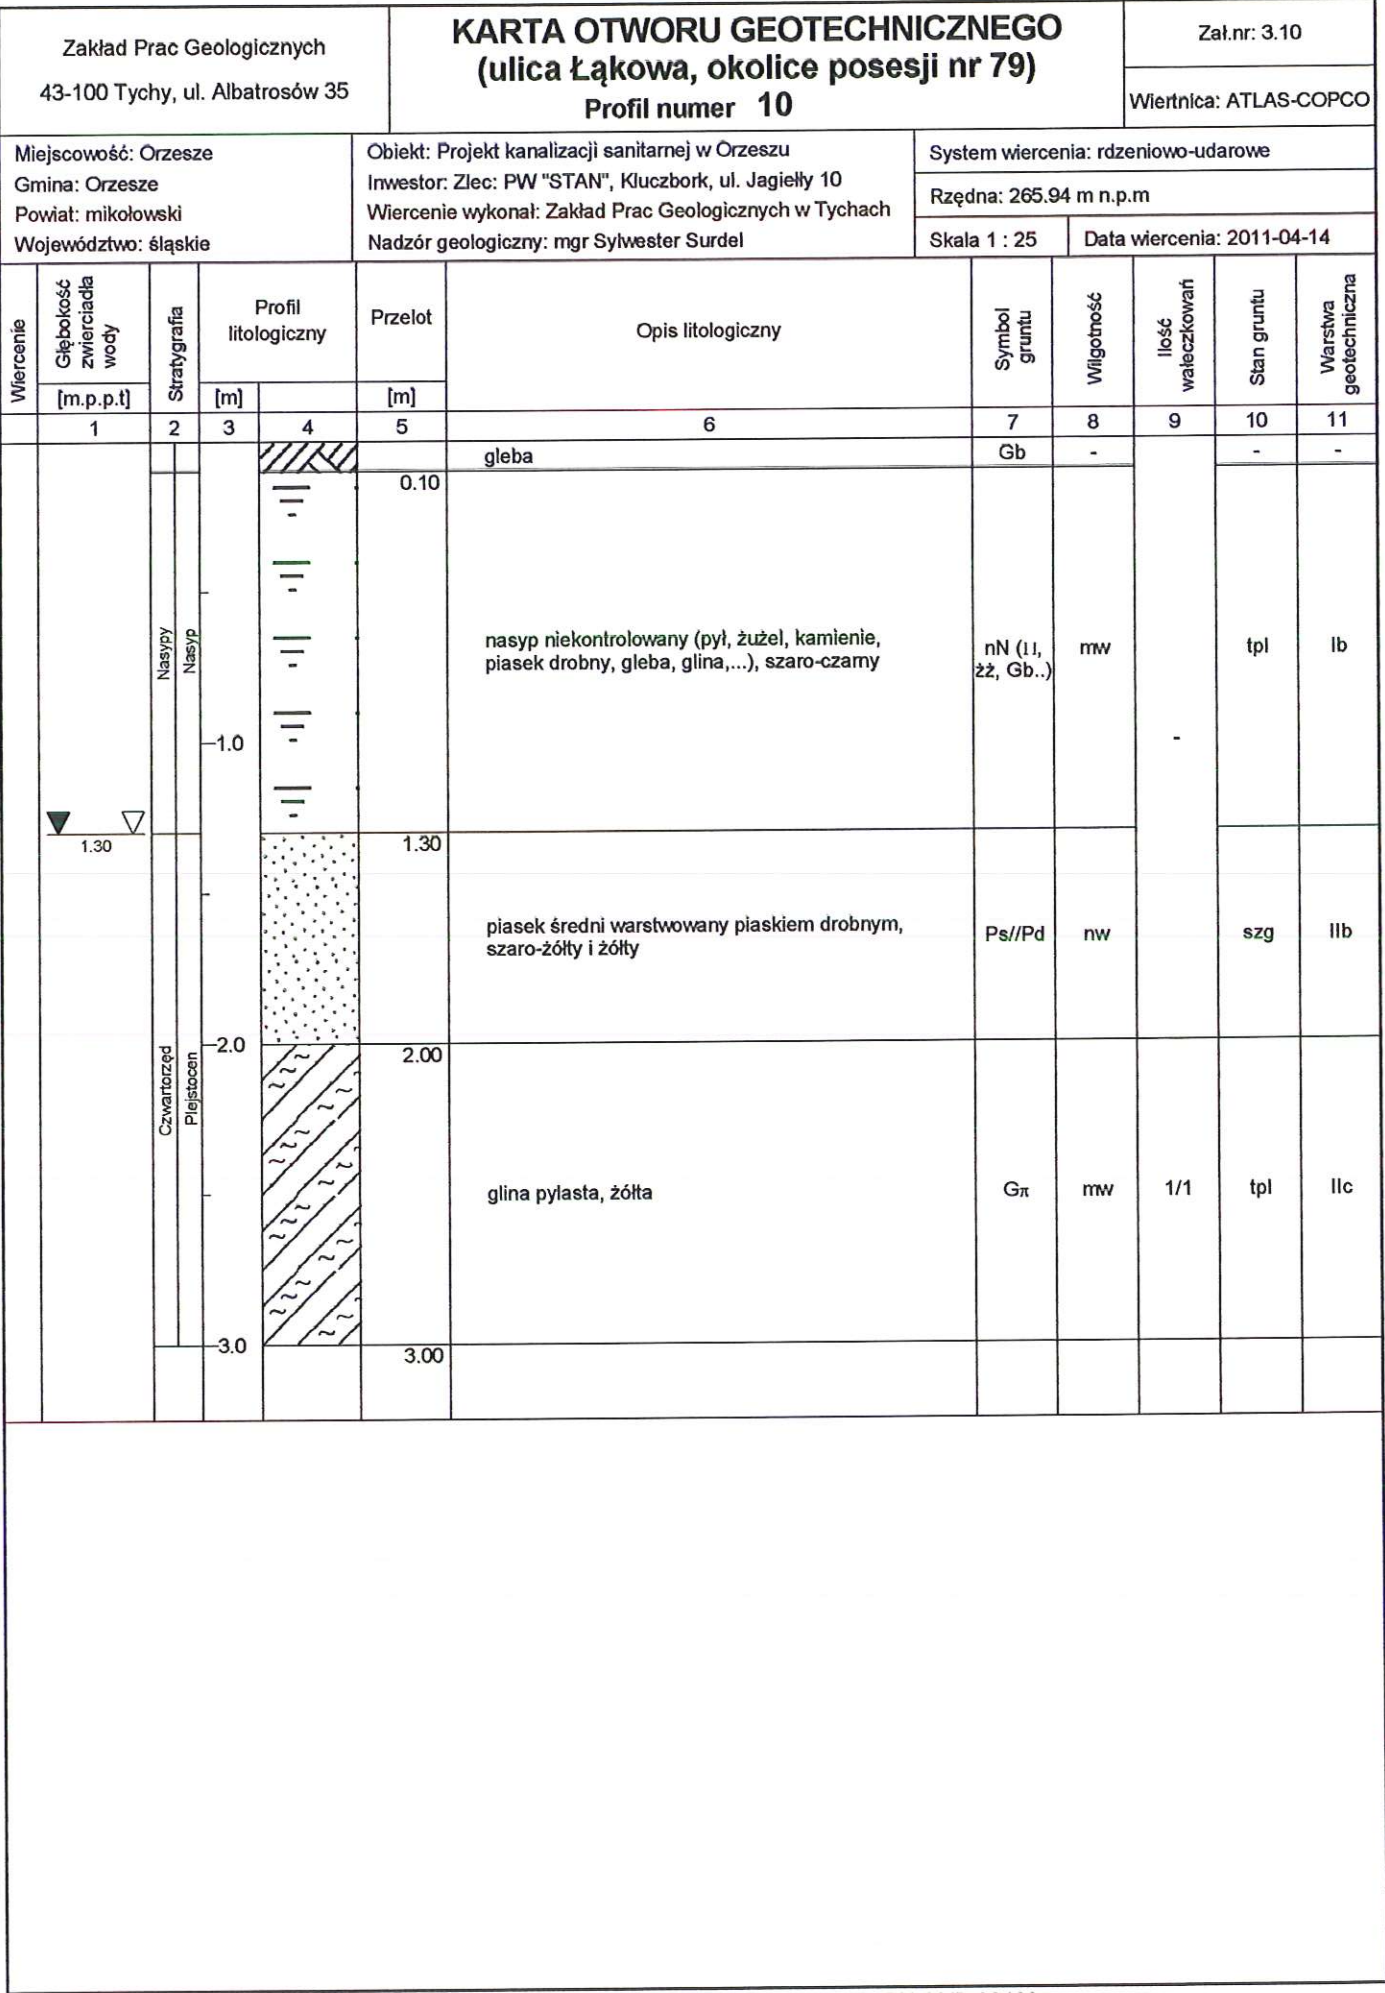 Zakład Prac Geologicznych
43-100 Tychy, ul. Albatrosów 35
KARTA OTWORU GEOTECHNICZNEGO
(ulica Łąkowa, okolice posesji nr 79)
Profil numer 10
Zał.nr: 3.10
Wiertnica: ATLAS-COPCO
Miejscowość: Orzesze
Gmina: Orzesze
Powiat: mikołowski
Województwo: śląskie
Obiekt: Projekt kanalizacji sanitarnej w Orzeszu
Inwestor: Zlec: PW "STAN", Kluczbork, ul. Jagiełły 10
Wiercenie wykonał: Zakład Prac Geologicznych w Tychach
Nadzór geologiczny: mgr Sylwester Surdel
System wiercenia: rdzeniowo-udarowe
Rzędna: 265.94 m n.p.m
Skala 1 : 25
Data wiercenia: 2011-04-14
Wiercenie
Głębokość
zwierciadła
wody
[m.p.p.t]
Stratygrafia
Profil
litologiczny
[m]
Przelot
[m]
Opis litologiczny
Symbol
gruntu
Wilgotność
Ilość
wałeczkowań
Stan gruntu
Warstwa
geotechniczna
1 2 3 4 5 6 7 8 9 10 11
gleba Gb - - -
0.10
Nasypy
Nasyp
nasyp niekontrolowany (pył, żużel, kamienie,
piasek drobny, gleba, glina,...), szaro-czarny
nN (
żż, Gb..)
mw
tpl
Ib
-1.0
-
1.30
1.30
piasek średni warstwowany piaskiem drobnym,
szaro-żółty i żółty
Ps//Pd
nw
szg
IIb
-2.0
2.00
Czwartorzęd
Plejstocen
glina pylasta, żółta
Gπ
mw
1/1
tpl
IIc
-3.0
3.00